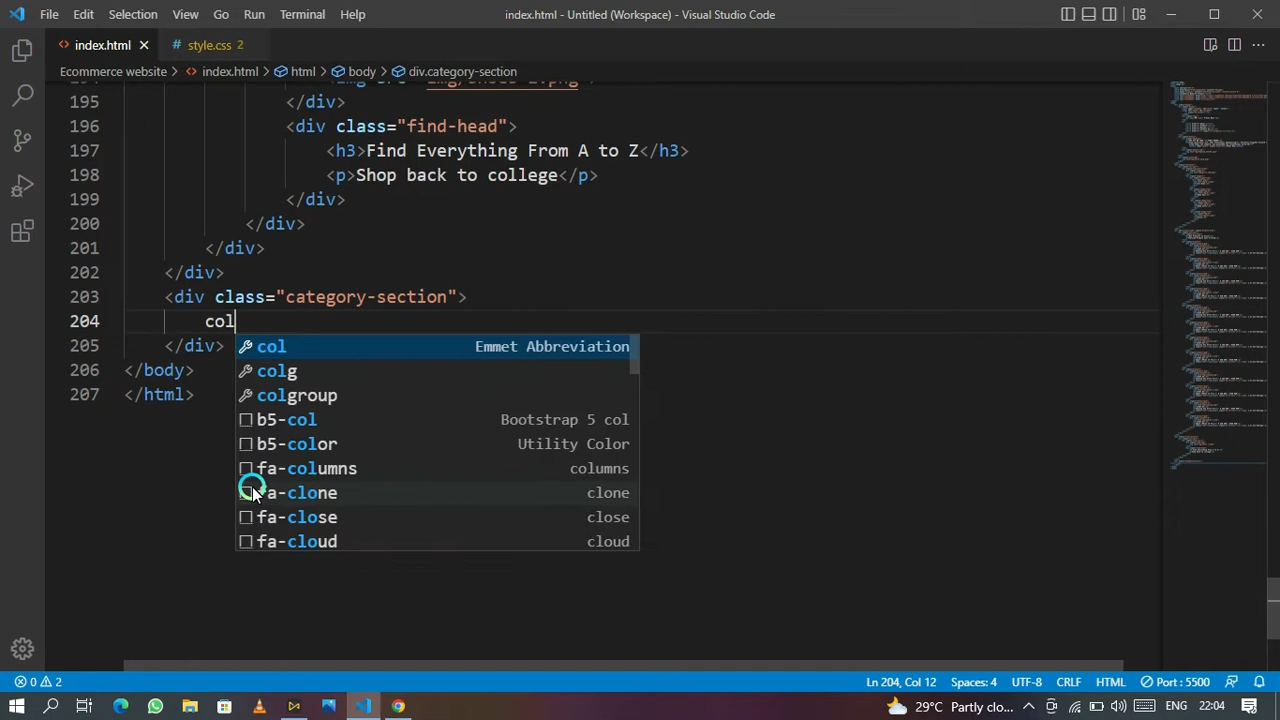 File Edit Selection View Go Run Terminal Help index.html - Untitled (Workspace) - Visual Studio Code
<> index.html × # style.css 2
Ecommerce website > <> index.html > html > body > div.category-section
195 </div>
196 <div class="find-head">
197 <h3>Find Everything From A to Z</h3>
198 <p>Shop back to college</p>
199 </div>
200 </div>
201 </div>
202 </div>
203 <div class="category-section">
204 col
205 </div>
206 </body>
207 </html>
col Emmet Abbreviation
colg
colgroup
b5-col Bootstrap 5 col
b5-color Utility Color
fa-columns columns
fa-clone clone
fa-close close
fa-cloud cloud
0 2 Ln 204, Col 12 Spaces: 4 UTF-8 CRLF HTML Port : 5500
29°C Partly clo... ENG 22:04